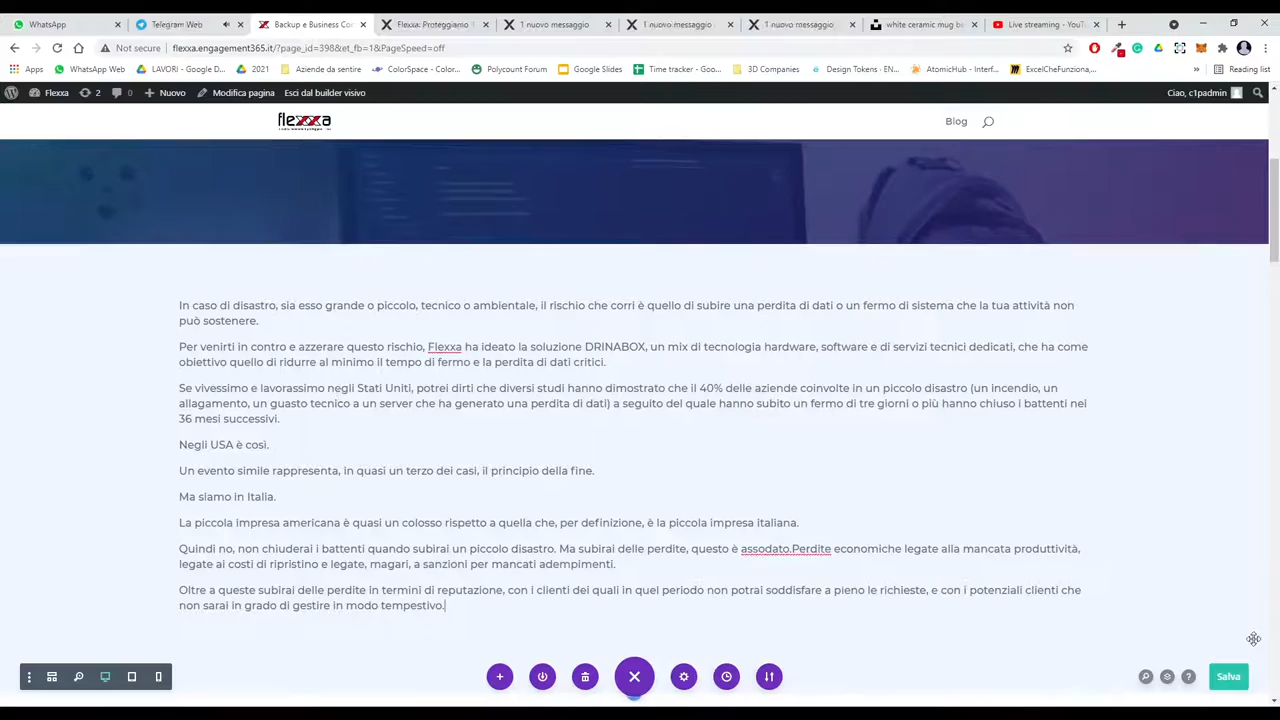 WhatsApp
Telegram Web
Backup e Business Co
Flexxa: Proteggiamo
1 nuovo messaggio
1 nuovo messaggio
1 nuovo messaggio
white ceramic mug be
Live streaming - YouT
Not secure
flexxa.engagement365.it/?page_id=398&et_fb=1&PageSpeed=off
Apps
WhatsApp Web
LAVORI - Google D...
2021
Aziende da sentire
ColorSpace - Color...
Polycount Forum
Google Slides
Time tracker - Goo...
3D Companies
Design Tokens EN...
AtomicHub - Interf...
ExcelCheFunziona,...
Reading list
Flexxa
2
0
Nuovo
Modifica pagina
Esci dal builder visivo
Ciao, c1padmin
flexxa
Blog
In caso di disastro, sia esso grande o piccolo, tecnico o ambientale, il rischio che corri è quello di subire una perdita di dati o un fermo di sistema che la tua attività non
può sostenere.
Per venirti in contro e azzerare questo rischio, Flexxa ha ideato la soluzione DRINABOX, un mix di tecnologia hardware, software e di servizi tecnici dedicati, che ha come
obiettivo quello di ridurre al minimo il tempo di fermo e la perdita di dati critici.
Se vivessimo e lavorassimo negli Stati Uniti, potrei dirti che diversi studi hanno dimostrato che il 40% delle aziende coinvolte in un piccolo disastro (un incendio, un
allagamento, un guasto tecnico a un server che ha generato una perdita di dati) a seguito del quale hanno subito un fermo di tre giorni o più hanno chiuso i battenti nei
36 mesi successivi.
Negli USA è così.
Un evento simile rappresenta, in quasi un terzo dei casi, il principio della fine.
Ma siamo in Italia.
La piccola impresa americana è quasi un colosso rispetto a quella che, per definizione, è la piccola impresa italiana.
Quindi no, non chiuderai i battenti quando subirai un piccolo disastro. Ma subirai delle perdite, questo è assodato.Perdite economiche legate alla mancata produttività,
legate ai costi di ripristino e legate, magari, a sanzioni per mancati adempimenti.
Oltre a queste subirai delle perdite in termini di reputazione, con i clienti dei quali in quel periodo non potrai soddisfare a pieno le richieste, e con i potenziali clienti che
non sarai in grado di gestire in modo tempestivo.
Salva